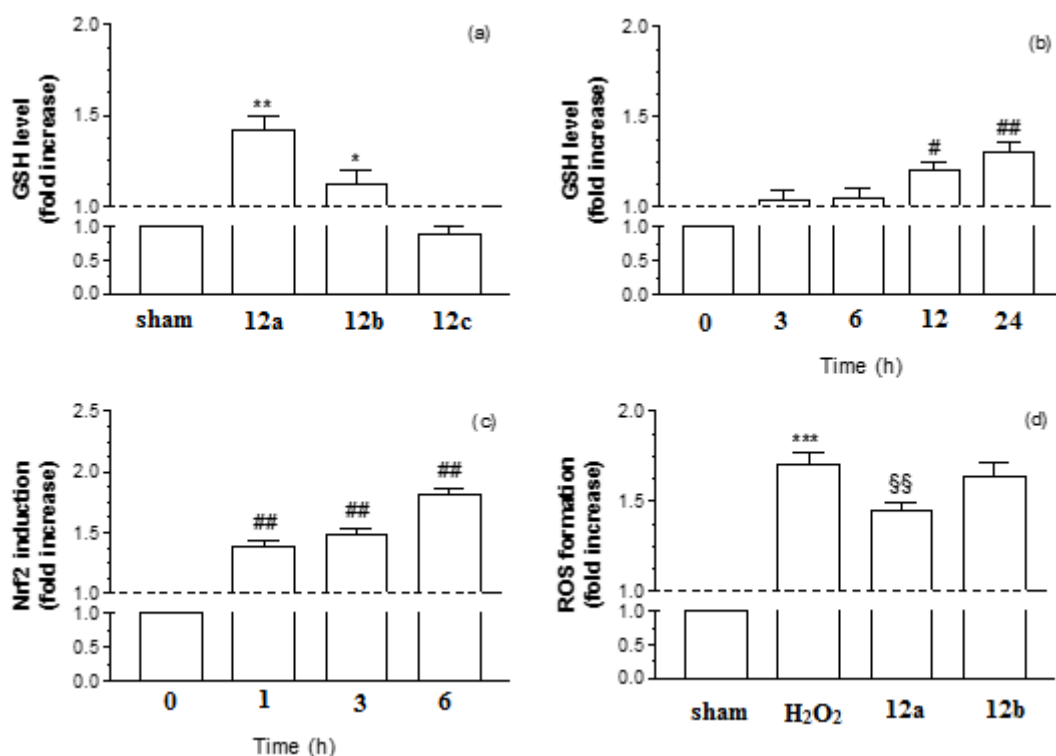 (a)
GSH level
(fold increase)
2.0
1.5
1.0
1.0
0.5
0.0
**
*
sham 12a 12b 12c
(b)
GSH level
(fold increase)
2.0
1.5
1.0
1.0
0.5
0.0
#
##
0 3 6 12 24
Time (h)
(c)
Nrf2 induction
(fold increase)
2.5
2.0
1.5
1.0
1.0
0.5
0.0
##
##
##
0 1 3 6
Time (h)
(d)
ROS formation
(fold increase)
2.0
1.5
1.0
1.0
0.5
0.0
***
§§
sham H₂O₂ 12a 12b